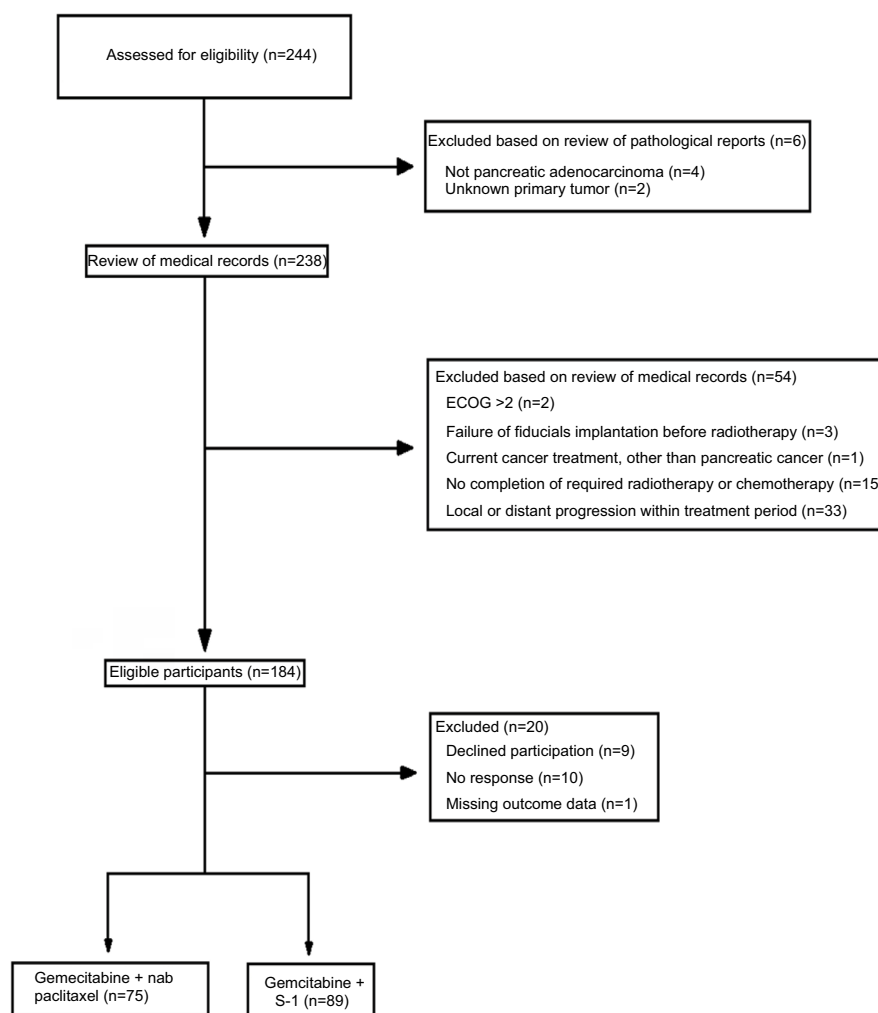 Assessed for eligibility (n=244)
Excluded based on review of pathological reports (n=6)
Not pancreatic adenocarcinoma (n=4)
Unknown primary tumor (n=2)
Review of medical records (n=238)
Excluded based on review of medical records (n=54)
ECOG >2 (n=2)
Failure of fiducials implantation before radiotherapy (n=3)
Current cancer treatment, other than pancreatic cancer (n=1)
No completion of required radiotherapy or chemotherapy (n=15
Local or distant progression within treatment period (n=33)
Eligible participants (n=184)
Excluded (n=20)
Declined participation (n=9)
No response (n=10)
Missing outcome data (n=1)
Gemecitabine + nab
paclitaxel (n=75)
Gemcitabine +
S-1 (n=89)